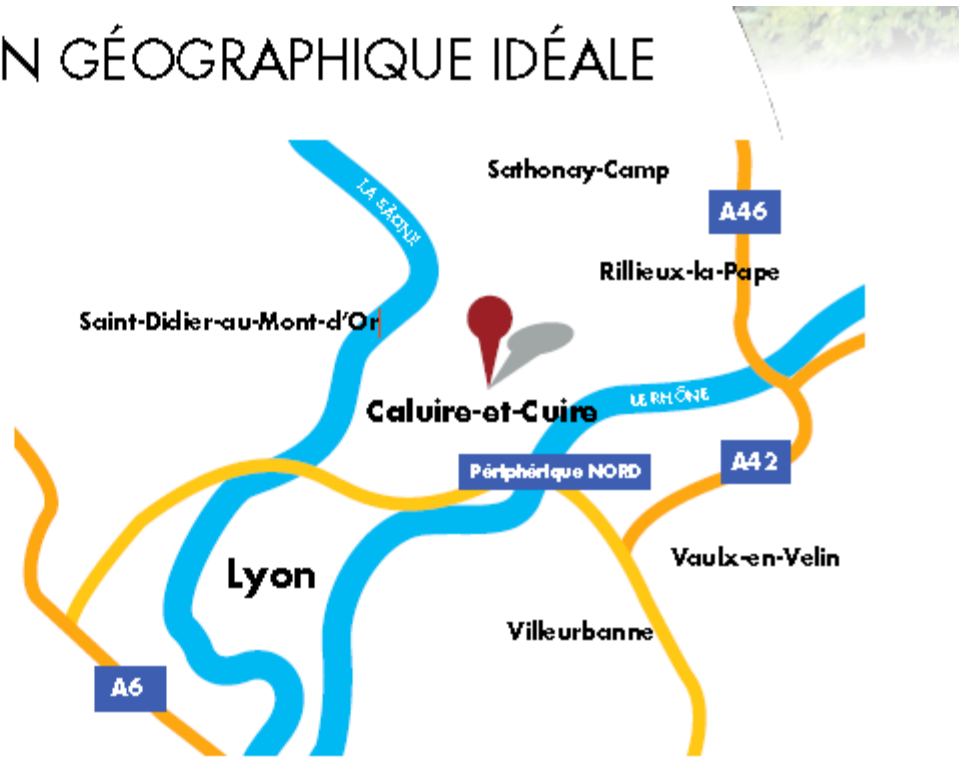 N GÉOGRAPHIQUE IDÉALE
Sathonay-Camp
LA SÂONE
A46
Rillieux-la-Pape
Saint-Didier-au-Mont-d'Or
LE RHÔNE
Caluire-et-Cuire
Périphérique NORD
A42
Vaulx-en-Velin
Lyon
Villeurbanne
A6